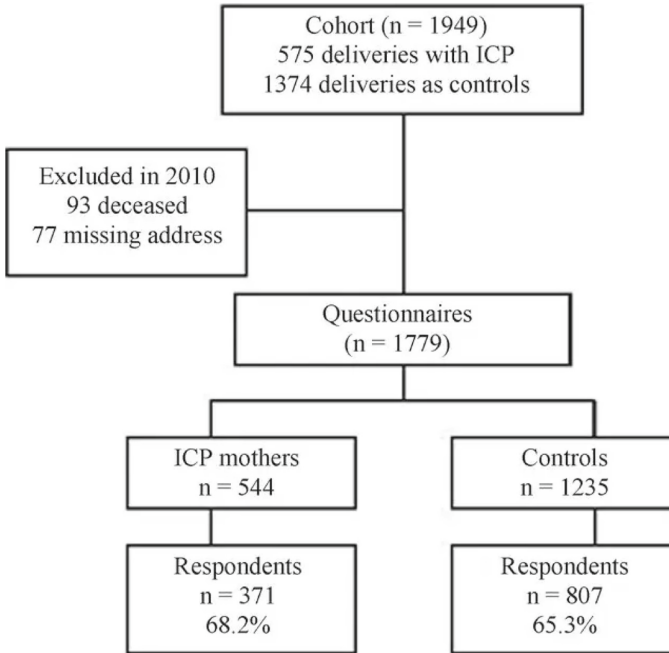 Cohort (n = 1949)
575 deliveries with ICP
1374 deliveries as controls
Excluded in 2010
93 deceased
77 missing address
Questionnaires
(n = 1779)
ICP mothers
n = 544
Controls
n = 1235
Respondents
n = 371
68.2%
Respondents
n = 807
65.3%